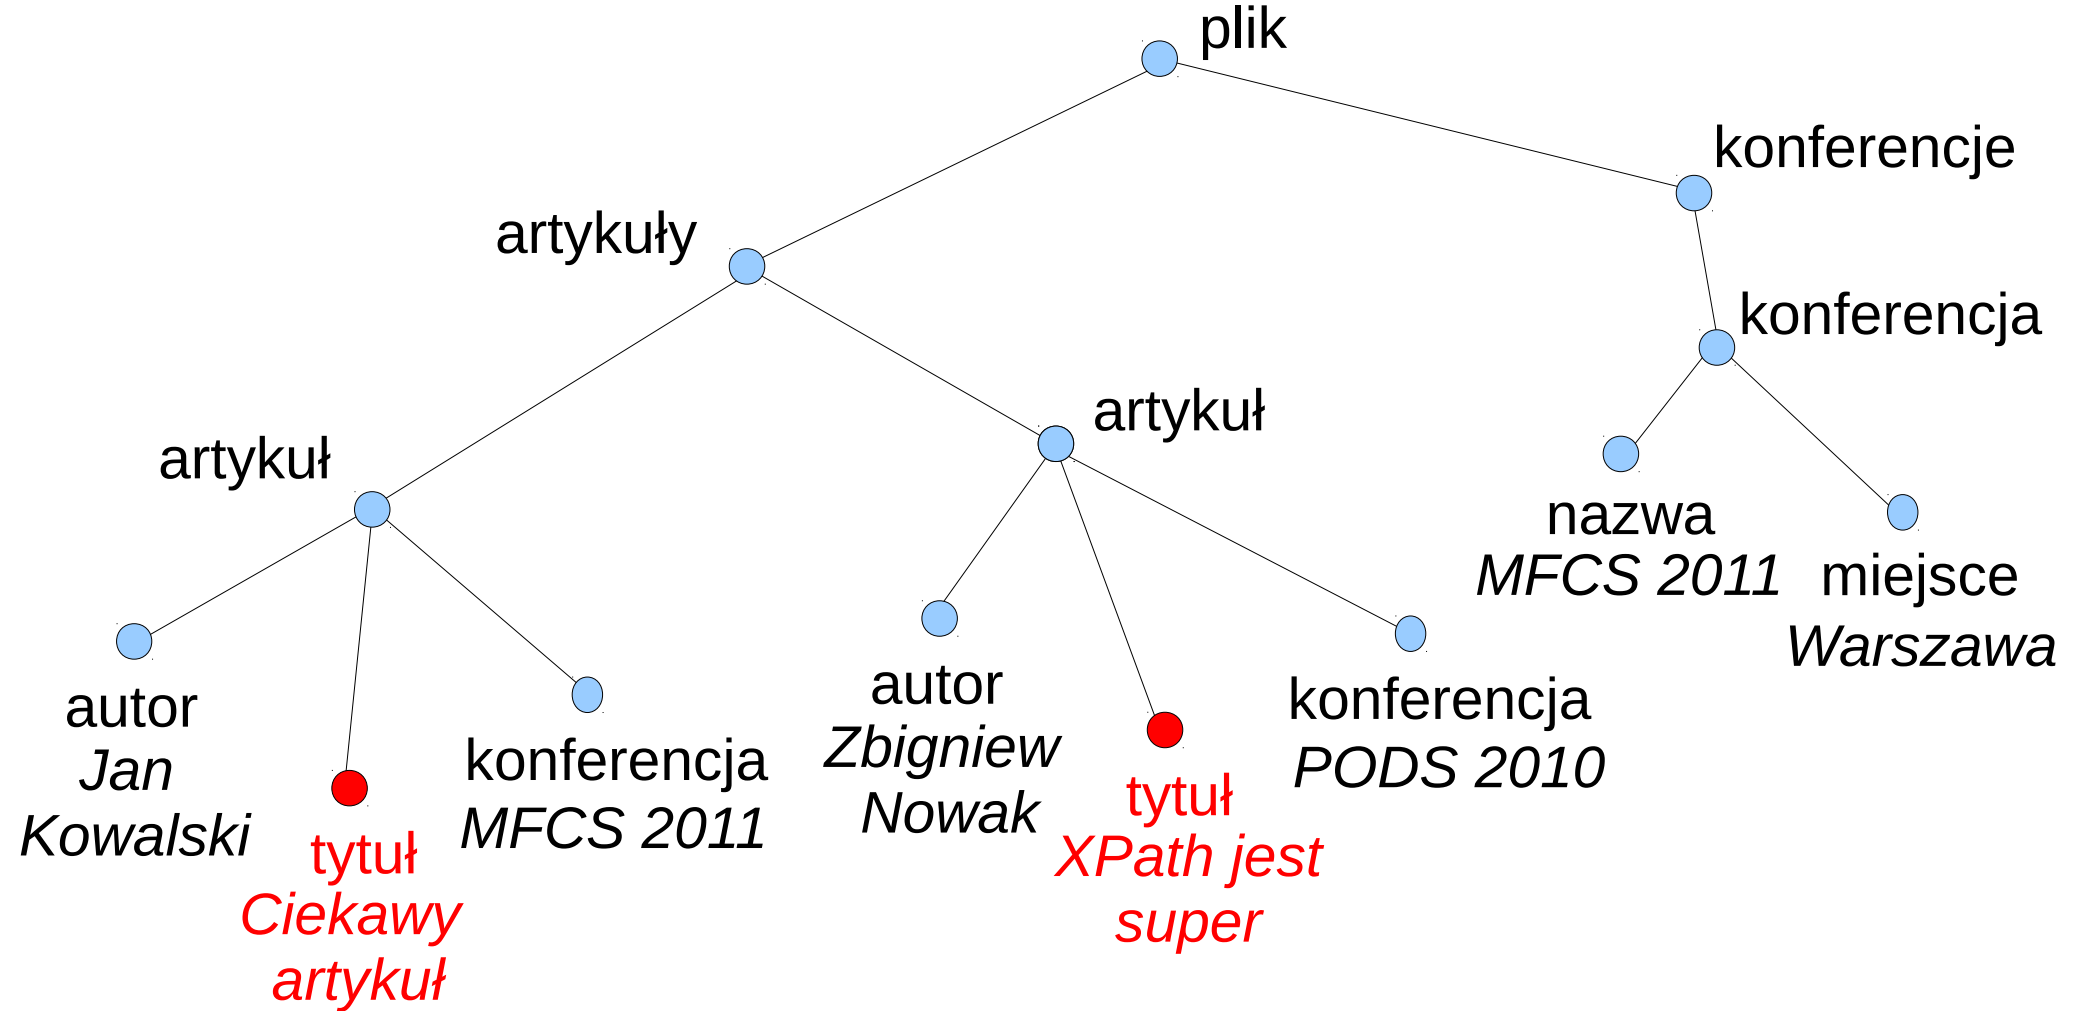 plik
konferencje
artykuły
konferencja
artykuł
artykuł
nazwa
MFCS 2011
miejsce
Warszawa
autor
Jan
Kowalski
tytuł
Ciekawy
artykuł
konferencja
MFCS 2011
autor
Zbigniew
Nowak
tytuł
XPath jest
super
konferencja
PODS 2010